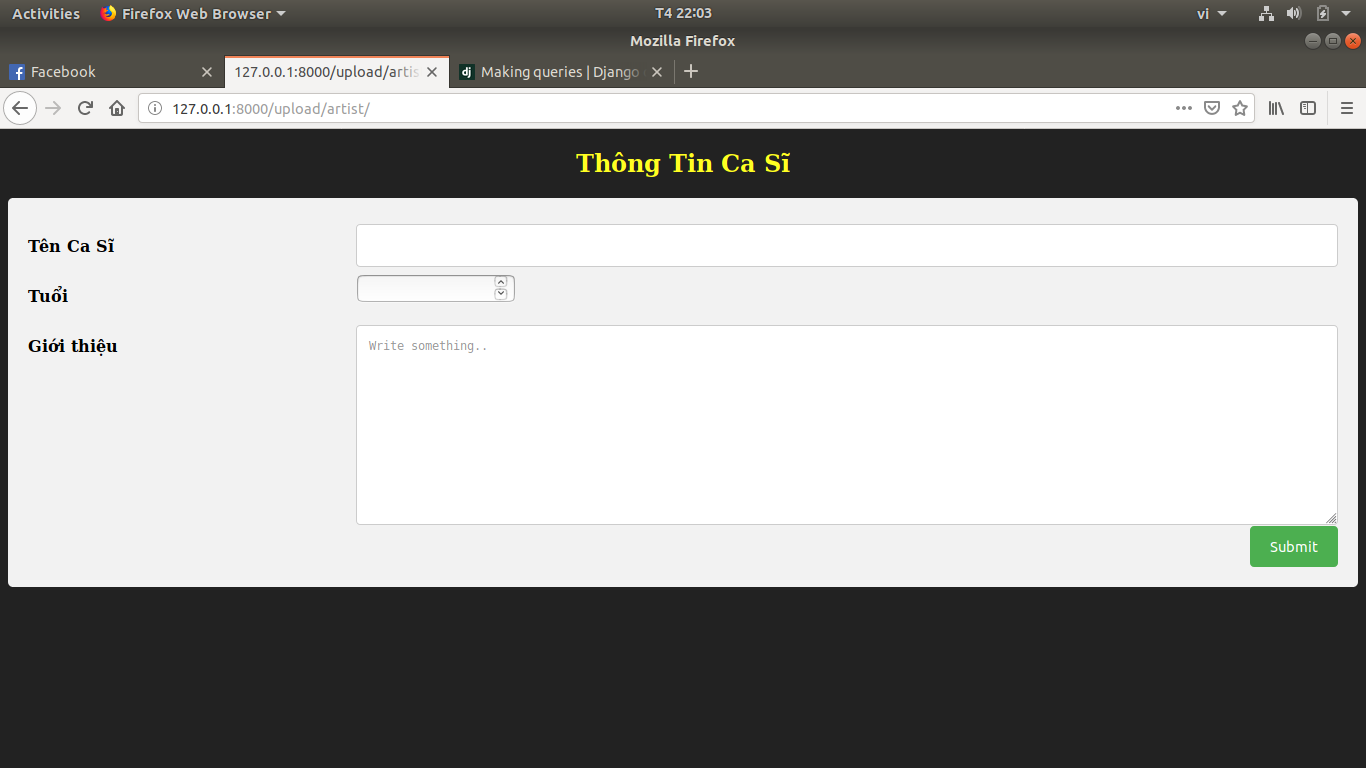 Activities Firefox Web Browser T4 22:03 vi
Mozilla Firefox
Facebook 127.0.0.1:8000/upload/artis Making queries | Django
127.0.0.1:8000/upload/artist/
Thông Tin Ca Sĩ
Tên Ca Sĩ
Tuổi
Giới thiệu Write something..
Submit